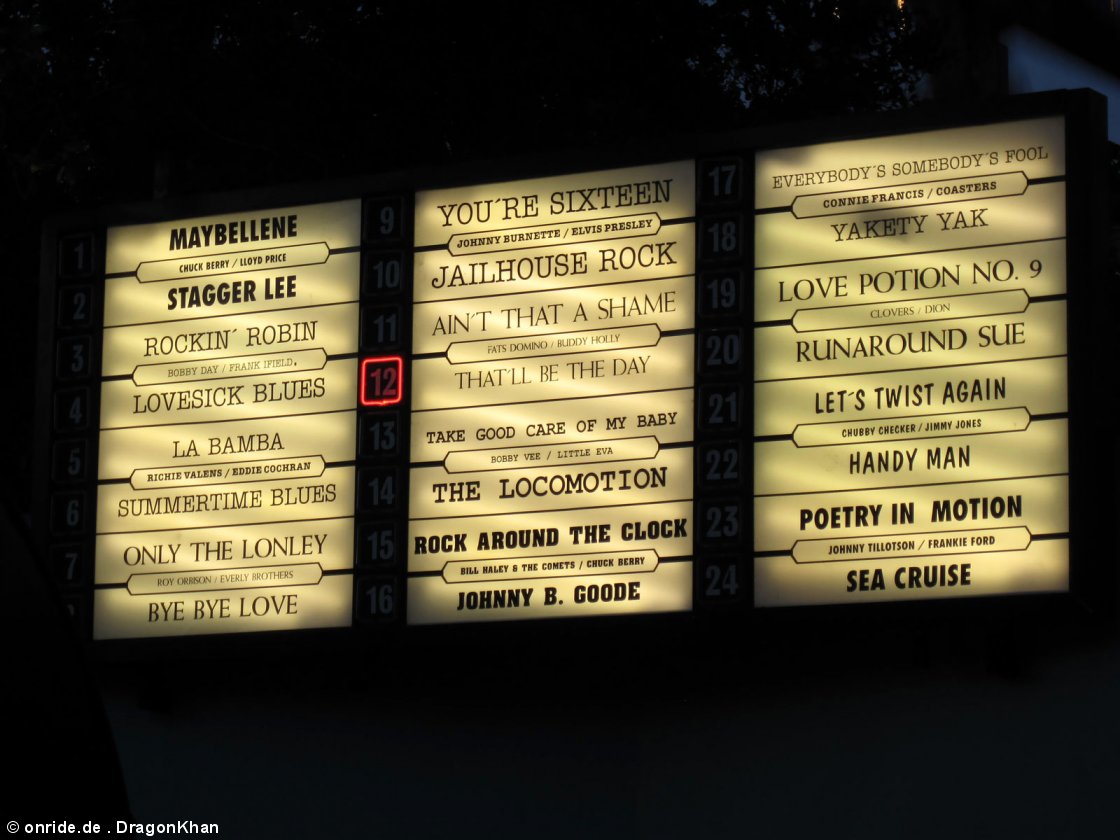 1
MAYBELLENE
CHUCK BERRY / LLOYD PRICE
2
STAGGER LEE
3
ROCKIN´ ROBIN
BOBBY DAY / FRANK IFIELD.
4
LOVESICK BLUES
5
LA BAMBA
RICHIE VALENS / EDDIE COCHRAN
6
SUMMERTIME BLUES
7
ONLY THE LONLEY
ROY ORBISON / EVERLY BROTHERS
BYE BYE LOVE
9
YOU´RE SIXTEEN
JOHNNY BURNETTE / ELVIS PRESLEY
10
JAILHOUSE ROCK
11
AIN´T THAT A SHAME
FATS DOMINO / BUDDY HOLLY
12
THAT´LL BE THE DAY
13
TAKE GOOD CARE OF MY BABY
BOBBY VEE / LITTLE EVA
14
THE LOCOMOTION
15
ROCK AROUND THE CLOCK
BILL HALEY & THE COMETS / CHUCK BERRY
16
JOHNNY B. GOODE
17
EVERYBODY´S SOMEBODY´S FOOL
CONNIE FRANCIS / COASTERS
18
YAKETY YAK
19
LOVE POTION NO. 9
CLOVERS / DION
20
RUNAROUND SUE
21
LET´S TWIST AGAIN
CHUBBY CHECKER / JIMMY JONES
22
HANDY MAN
23
POETRY IN MOTION
JOHNNY TILLOTSON / FRANKIE FORD
24
SEA CRUISE
© onride.de . DragonKhan